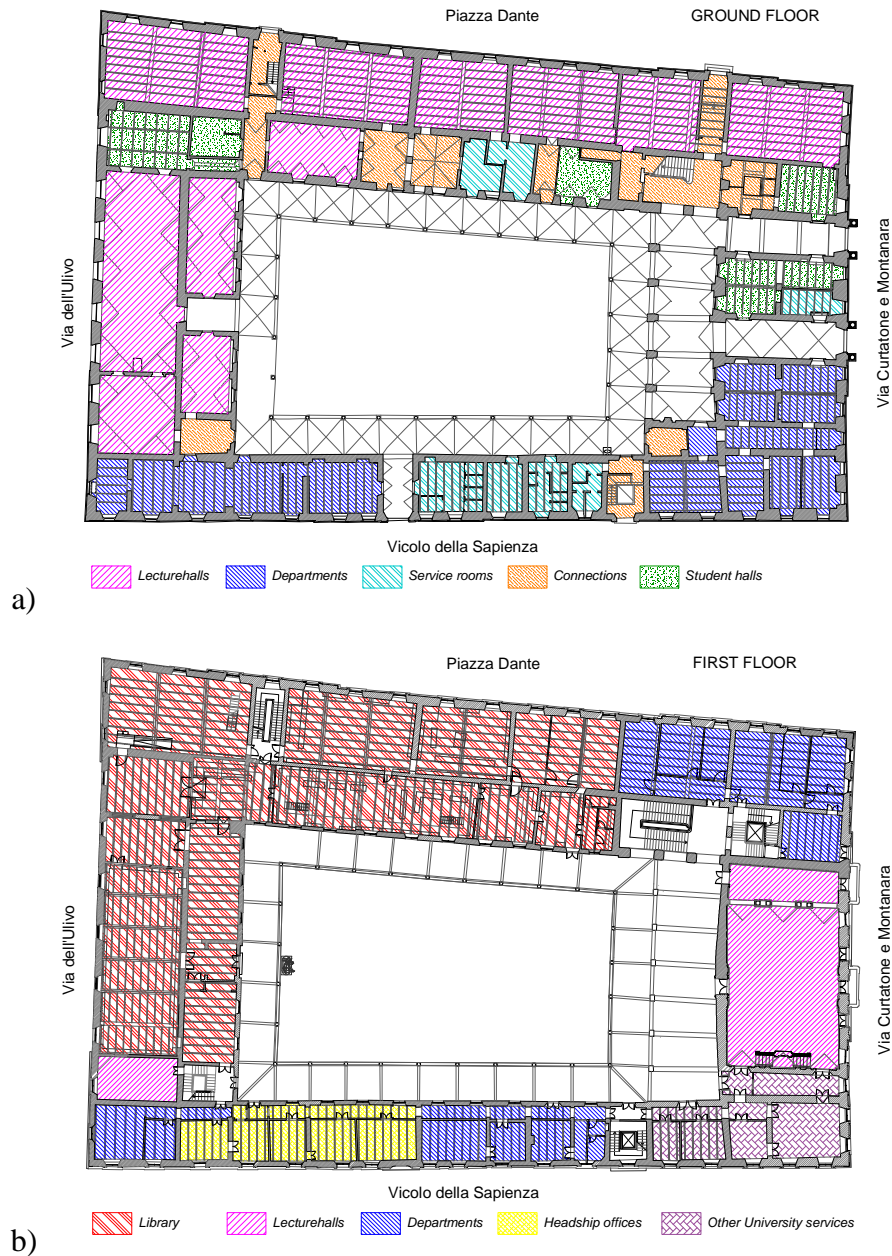 Piazza Dante GROUND FLOOR
Via dell'Ulivo
Via Curtatone e Montanara
Vicolo della Sapienza
Lecturehalls Departments Service rooms Connections Student halls
a)
Piazza Dante FIRST FLOOR
Via dell'Ulivo
Via Curtatone e Montanara
Vicolo della Sapienza
Library Lecturehalls Departments Headship offices Other University services
b)